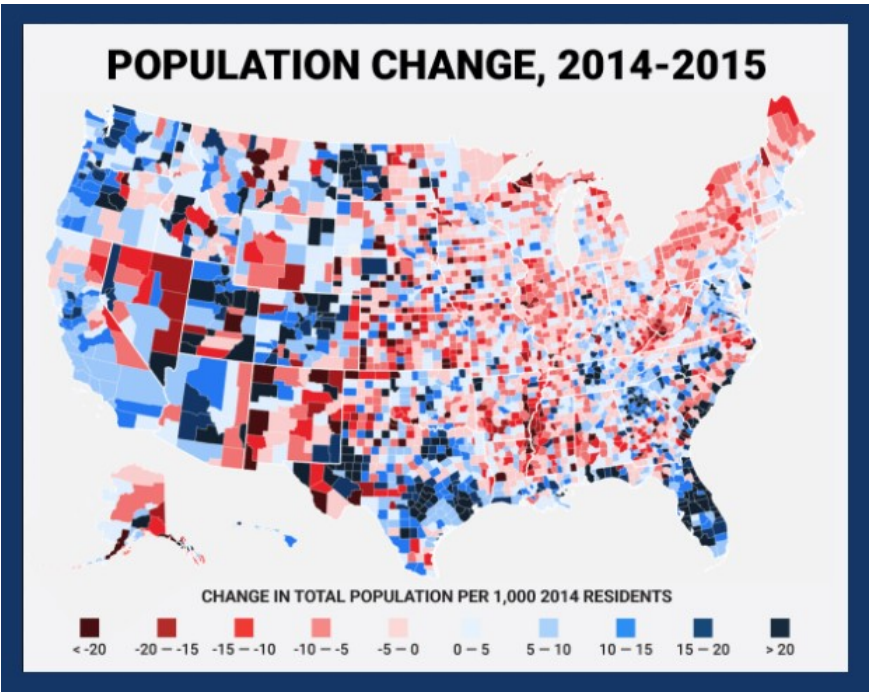 POPULATION CHANGE, 2014-2015
CHANGE IN TOTAL POPULATION PER 1,000 2014 RESIDENTS
< -20 -20 — -15 -15 — -10 -10 — -5 -5 — 0 0 — 5 5 — 10 10 — 15 15 — 20 > 20